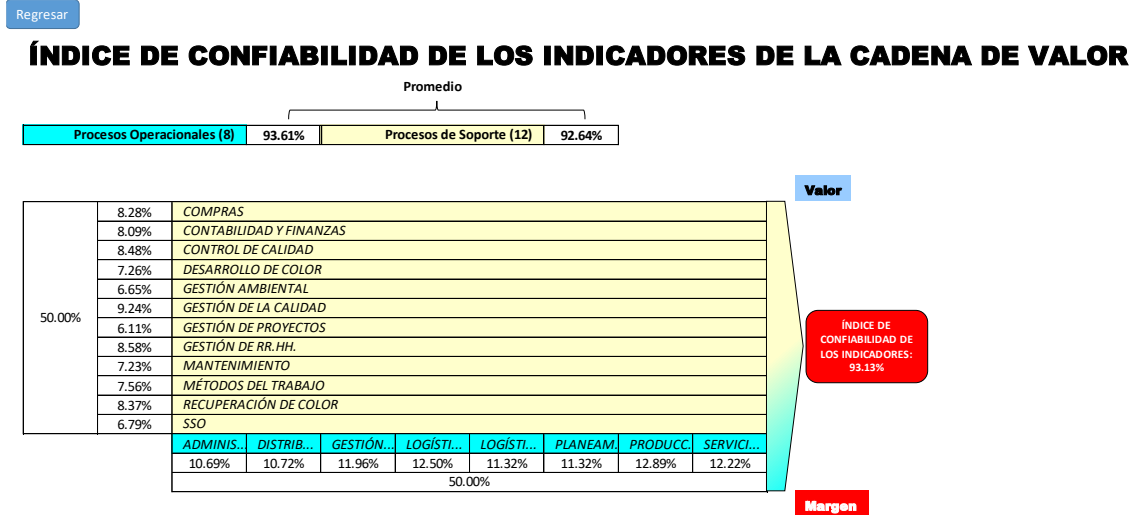 Regresar
ÍNDICE DE CONFIABILIDAD DE LOS INDICADORES DE LA CADENA DE VALOR
Promedio
Procesos Operacionales (8) 93.61% Procesos de Soporte (12) 92.64%
Valor
8.28% COMPRAS
8.09% CONTABILIDAD Y FINANZAS
8.48% CONTROL DE CALIDAD
7.26% DESARROLLO DE COLOR
6.65% GESTIÓN AMBIENTAL
50.00%
9.24% GESTIÓN DE LA CALIDAD
6.11% GESTIÓN DE PROYECTOS
8.58% GESTIÓN DE RR.HH.
7.23% MANTENIMIENTO
7.56% MÉTODOS DEL TRABAJO
8.37% RECUPERACIÓN DE COLOR
6.79% SSO
ÍNDICE DE
CONFIABILIDAD DE
LOS INDICADORES:
93.13%
ADMINIS... DISTRIB... GESTIÓN... LOGÍSTI... LOGÍSTI... PLANEAM. PRODUCC. SERVICI...
10.69% 10.72% 11.96% 12.50% 11.32% 11.32% 12.89% 12.22%
50.00%
Margen